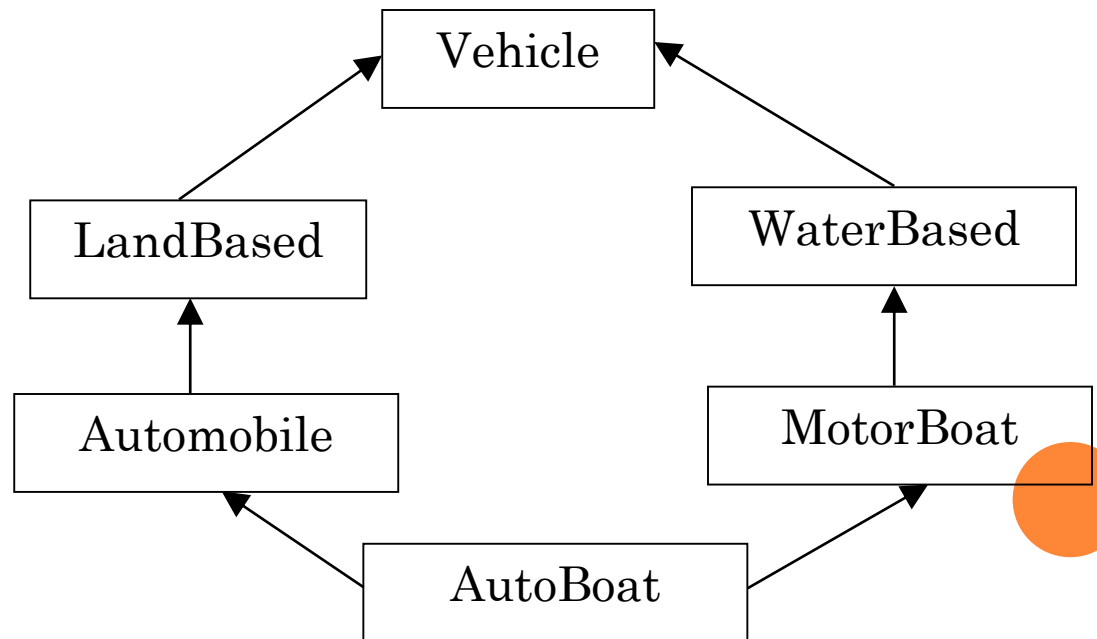 Vehicle
LandBased
WaterBased
Automobile
MotorBoat
AutoBoat